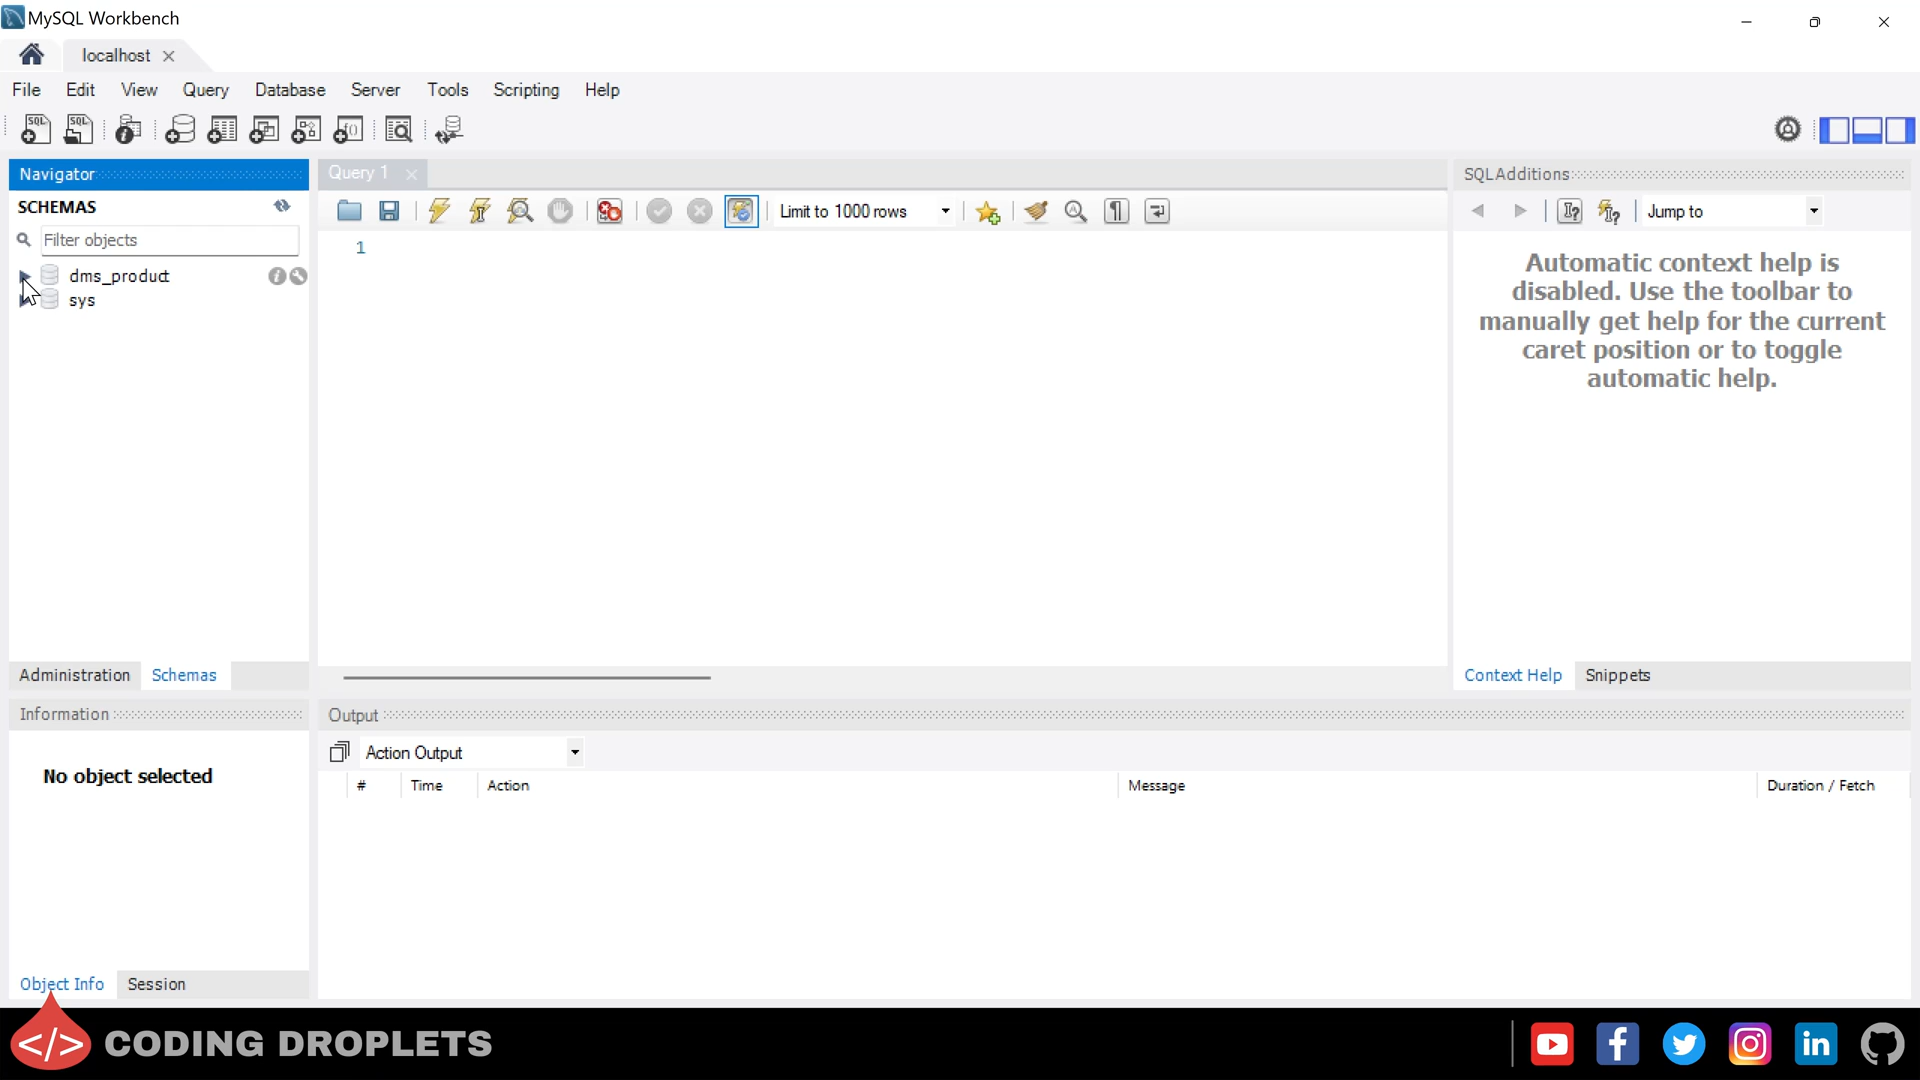 MySQL Workbench
localhost
File Edit View Query Database Server Tools Scripting Help
SQL SQL
Navigator
SCHEMAS
Filter objects
dms_product
sys
Administration Schemas
Query 1
Limit to 1000 rows
1
SQLAdditions
Jump to
Automatic context help is
disabled. Use the toolbar to
manually get help for the current
caret position or to toggle
automatic help.
Context Help Snippets
Information
No object selected
Object Info Session
Output
Action Output
# Time Action Message Duration / Fetch
</> CODING DROPLETS
in